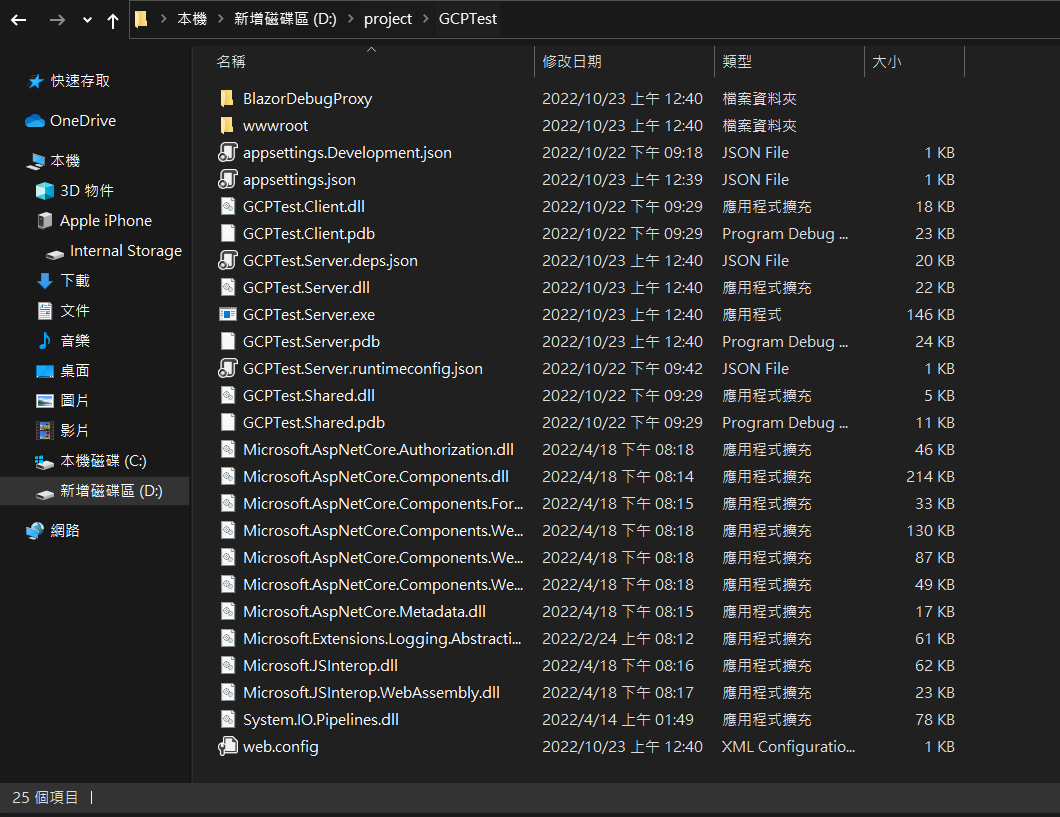 本機 新增磁碟區 (D:) project GCPTest
名稱 修改日期 類型 大小
快速存取
OneDrive
本機
3D 物件
Apple iPhone
Internal Storage
下載
文件
音樂
桌面
圖片
影片
本機磁碟 (C:)
新增磁碟區 (D:)
網路
BlazorDebugProxy 2022/10/23 上午 12:40 檔案資料夾
wwwroot 2022/10/23 上午 12:40 檔案資料夾
appsettings.Development.json 2022/10/22 下午 09:18 JSON File 1 KB
appsettings.json 2022/10/23 上午 12:39 JSON File 1 KB
GCPTest.Client.dll 2022/10/22 下午 09:29 應用程式擴充 18 KB
GCPTest.Client.pdb 2022/10/22 下午 09:29 Program Debug ... 23 KB
GCPTest.Server.deps.json 2022/10/23 上午 12:40 JSON File 20 KB
GCPTest.Server.dll 2022/10/23 上午 12:40 應用程式擴充 22 KB
GCPTest.Server.exe 2022/10/23 上午 12:40 應用程式 146 KB
GCPTest.Server.pdb 2022/10/23 上午 12:40 Program Debug ... 24 KB
GCPTest.Server.runtimeconfig.json 2022/10/22 下午 09:42 JSON File 1 KB
GCPTest.Shared.dll 2022/10/22 下午 09:29 應用程式擴充 5 KB
GCPTest.Shared.pdb 2022/10/22 下午 09:29 Program Debug ... 11 KB
Microsoft.AspNetCore.Authorization.dll 2022/4/18 下午 08:18 應用程式擴充 46 KB
Microsoft.AspNetCore.Components.dll 2022/4/18 下午 08:14 應用程式擴充 214 KB
Microsoft.AspNetCore.Components.For... 2022/4/18 下午 08:15 應用程式擴充 33 KB
Microsoft.AspNetCore.Components.We... 2022/4/18 下午 08:18 應用程式擴充 130 KB
Microsoft.AspNetCore.Components.We... 2022/4/18 下午 08:18 應用程式擴充 87 KB
Microsoft.AspNetCore.Components.We... 2022/4/18 下午 08:18 應用程式擴充 49 KB
Microsoft.AspNetCore.Metadata.dll 2022/4/18 下午 08:15 應用程式擴充 17 KB
Microsoft.Extensions.Logging.Abstracti... 2022/2/24 上午 08:12 應用程式擴充 61 KB
Microsoft.JSInterop.dll 2022/4/18 下午 08:16 應用程式擴充 62 KB
Microsoft.JSInterop.WebAssembly.dll 2022/4/18 下午 08:17 應用程式擴充 23 KB
System.IO.Pipelines.dll 2022/4/14 上午 01:49 應用程式擴充 78 KB
web.config 2022/10/23 上午 12:40 XML Configuratio... 1 KB
25 個項目